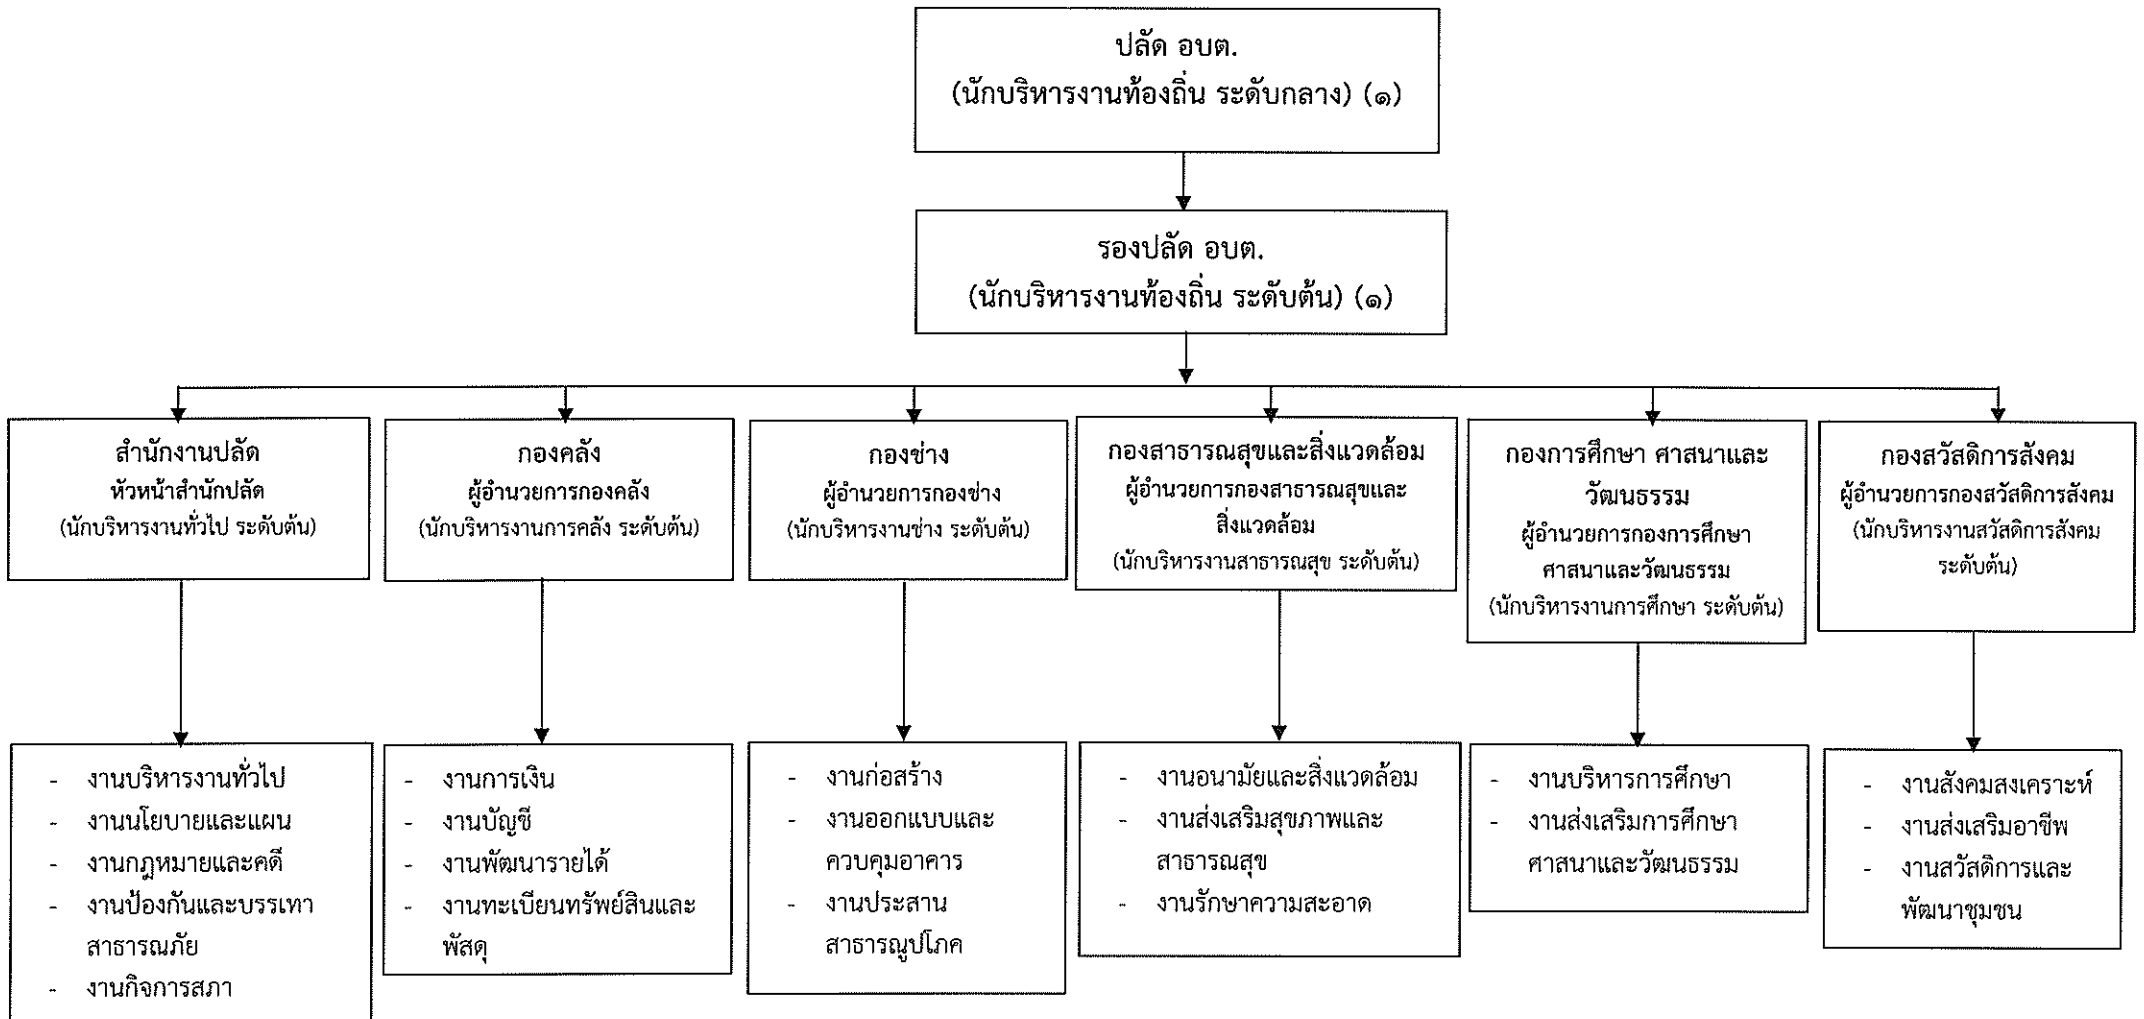 ปลัด อบต.
(นักบริหารงานท้องถิ่น ระดับกลาง) (๑)
รองปลัด อบต.
(นักบริหารงานท้องถิ่น ระดับต้น) (๑)
สำนักงานปลัด
หัวหน้าสำนักปลัด
(นักบริหารงานทั่วไป ระดับต้น)
กองคลัง
ผู้อำนวยการกองคลัง
(นักบริหารงานการคลัง ระดับต้น)
กองช่าง
ผู้อำนวยการกองช่าง
(นักบริหารงานช่าง ระดับต้น)
กองสาธารณสุขและสิ่งแวดล้อม
ผู้อำนวยการกองสาธารณสุขและ
สิ่งแวดล้อม
(นักบริหารงานสาธารณสุข ระดับต้น)
กองการศึกษา ศาสนาและ
วัฒนธรรม
ผู้อำนวยการกองการศึกษา
ศาสนาและวัฒนธรรม
(นักบริหารงานการศึกษา ระดับต้น)
กองสวัสดิการสังคม
ผู้อำนวยการกองสวัสดิการสังคม
(นักบริหารงานสวัสดิการสังคม
ระดับต้น)
- งานบริหารงานทั่วไป
- งานนโยบายและแผน
- งานกฎหมายและคดี
- งานป้องกันและบรรเทา
สาธารณภัย
- งานกิจการสภา
- งานการเงิน
- งานบัญชี
- งานพัฒนารายได้
- งานทะเบียนทรัพย์สินและ
พัสดุ
- งานก่อสร้าง
- งานออกแบบและ
ควบคุมอาคาร
- งานประสาน
สาธารณูปโภค
- งานอนามัยและสิ่งแวดล้อม
- งานส่งเสริมสุขภาพและ
สาธารณสุข
- งานรักษาความสะอาด
- งานบริหารการศึกษา
- งานส่งเสริมการศึกษา
ศาสนาและวัฒนธรรม
- งานสังคมสงเคราะห์
- งานส่งเสริมอาชีพ
- งานสวัสดิการและ
พัฒนาชุมชน